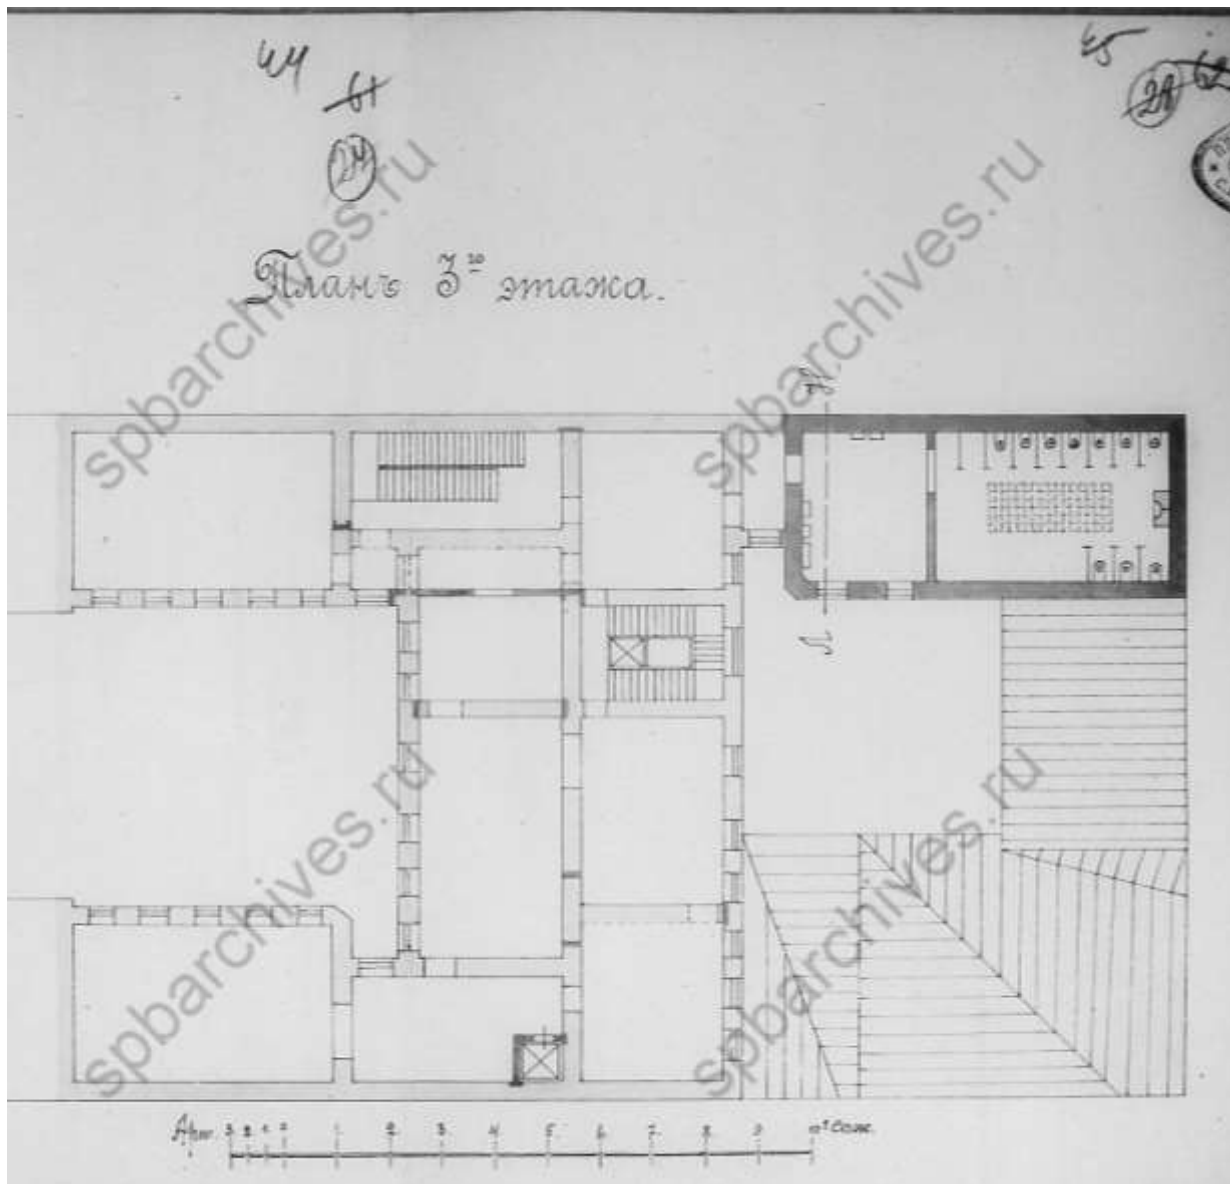 44 45
61 62
24 24
spbarchives.ru spbarchives.ru
Планъ 3го этажа.
Л
spbarchives.ru spbarchives.ru
Арш. 3 2 1 0 1 2 3 4 5 6 7 8 9 10 Саж.